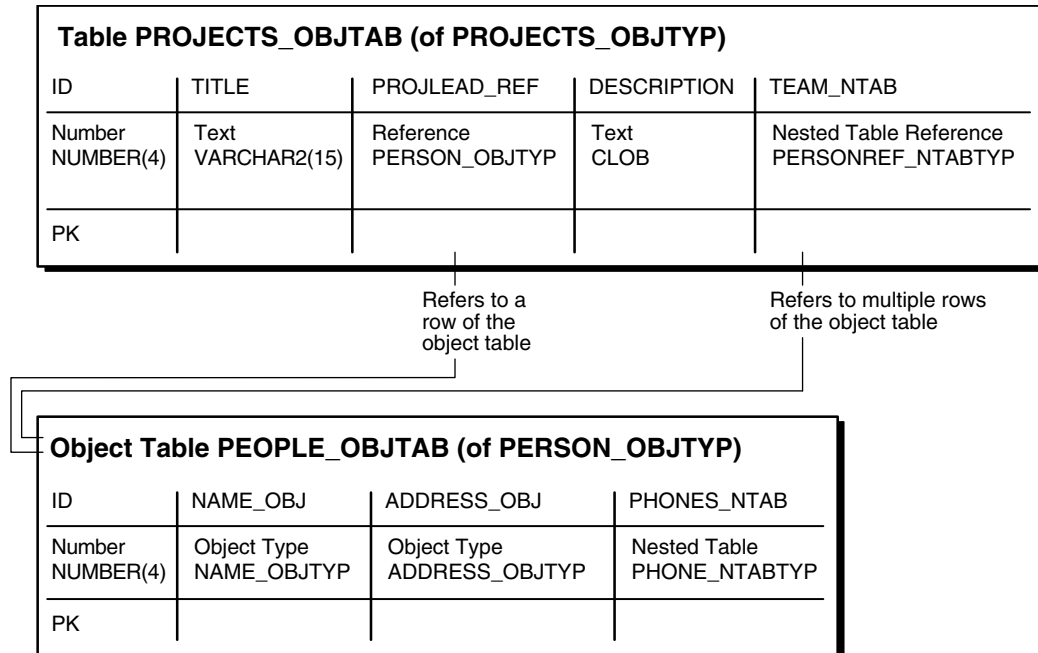 Table PROJECTS_OBJTAB (of PROJECTS_OBJTYP)
ID TITLE PROJLEAD_REF DESCRIPTION TEAM_NTAB
Number Text Reference Text Nested Table Reference
NUMBER(4) VARCHAR2(15) PERSON_OBJTYP CLOB PERSONREF_NTABTYP
PK
Refers to a
row of the
object table
Refers to multiple rows
of the object table
Object Table PEOPLE_OBJTAB (of PERSON_OBJTYP)
ID NAME_OBJ ADDRESS_OBJ PHONES_NTAB
Number Object Type Object Type Nested Table
NUMBER(4) NAME_OBJTYP ADDRESS_OBJTYP PHONE_NTABTYP
PK